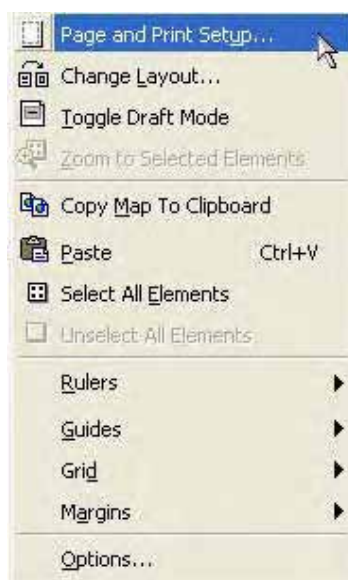 Page and Print Setup...
Change Layout...
Toggle Draft Mode
Zoom to Selected Elements
Copy Map To Clipboard
Paste Ctrl+V
Select All Elements
Unselect All Elements
Rulers
Guides
Grid
Margins
Options...